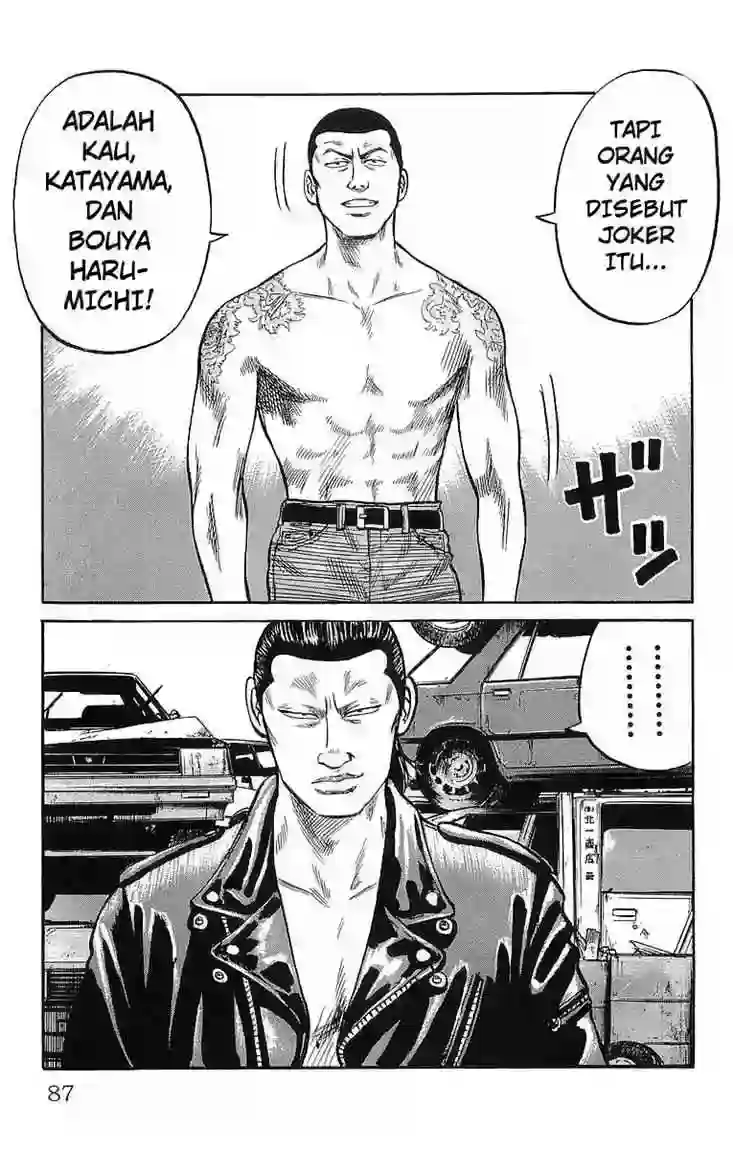 TAPI
ORANG
YANG
DISEBUT
JOKER
ITU...
ADALAH
KAU,
KATAYAMA,
DAN
BOUYA
HARU-
MICHI!
ザッ
87